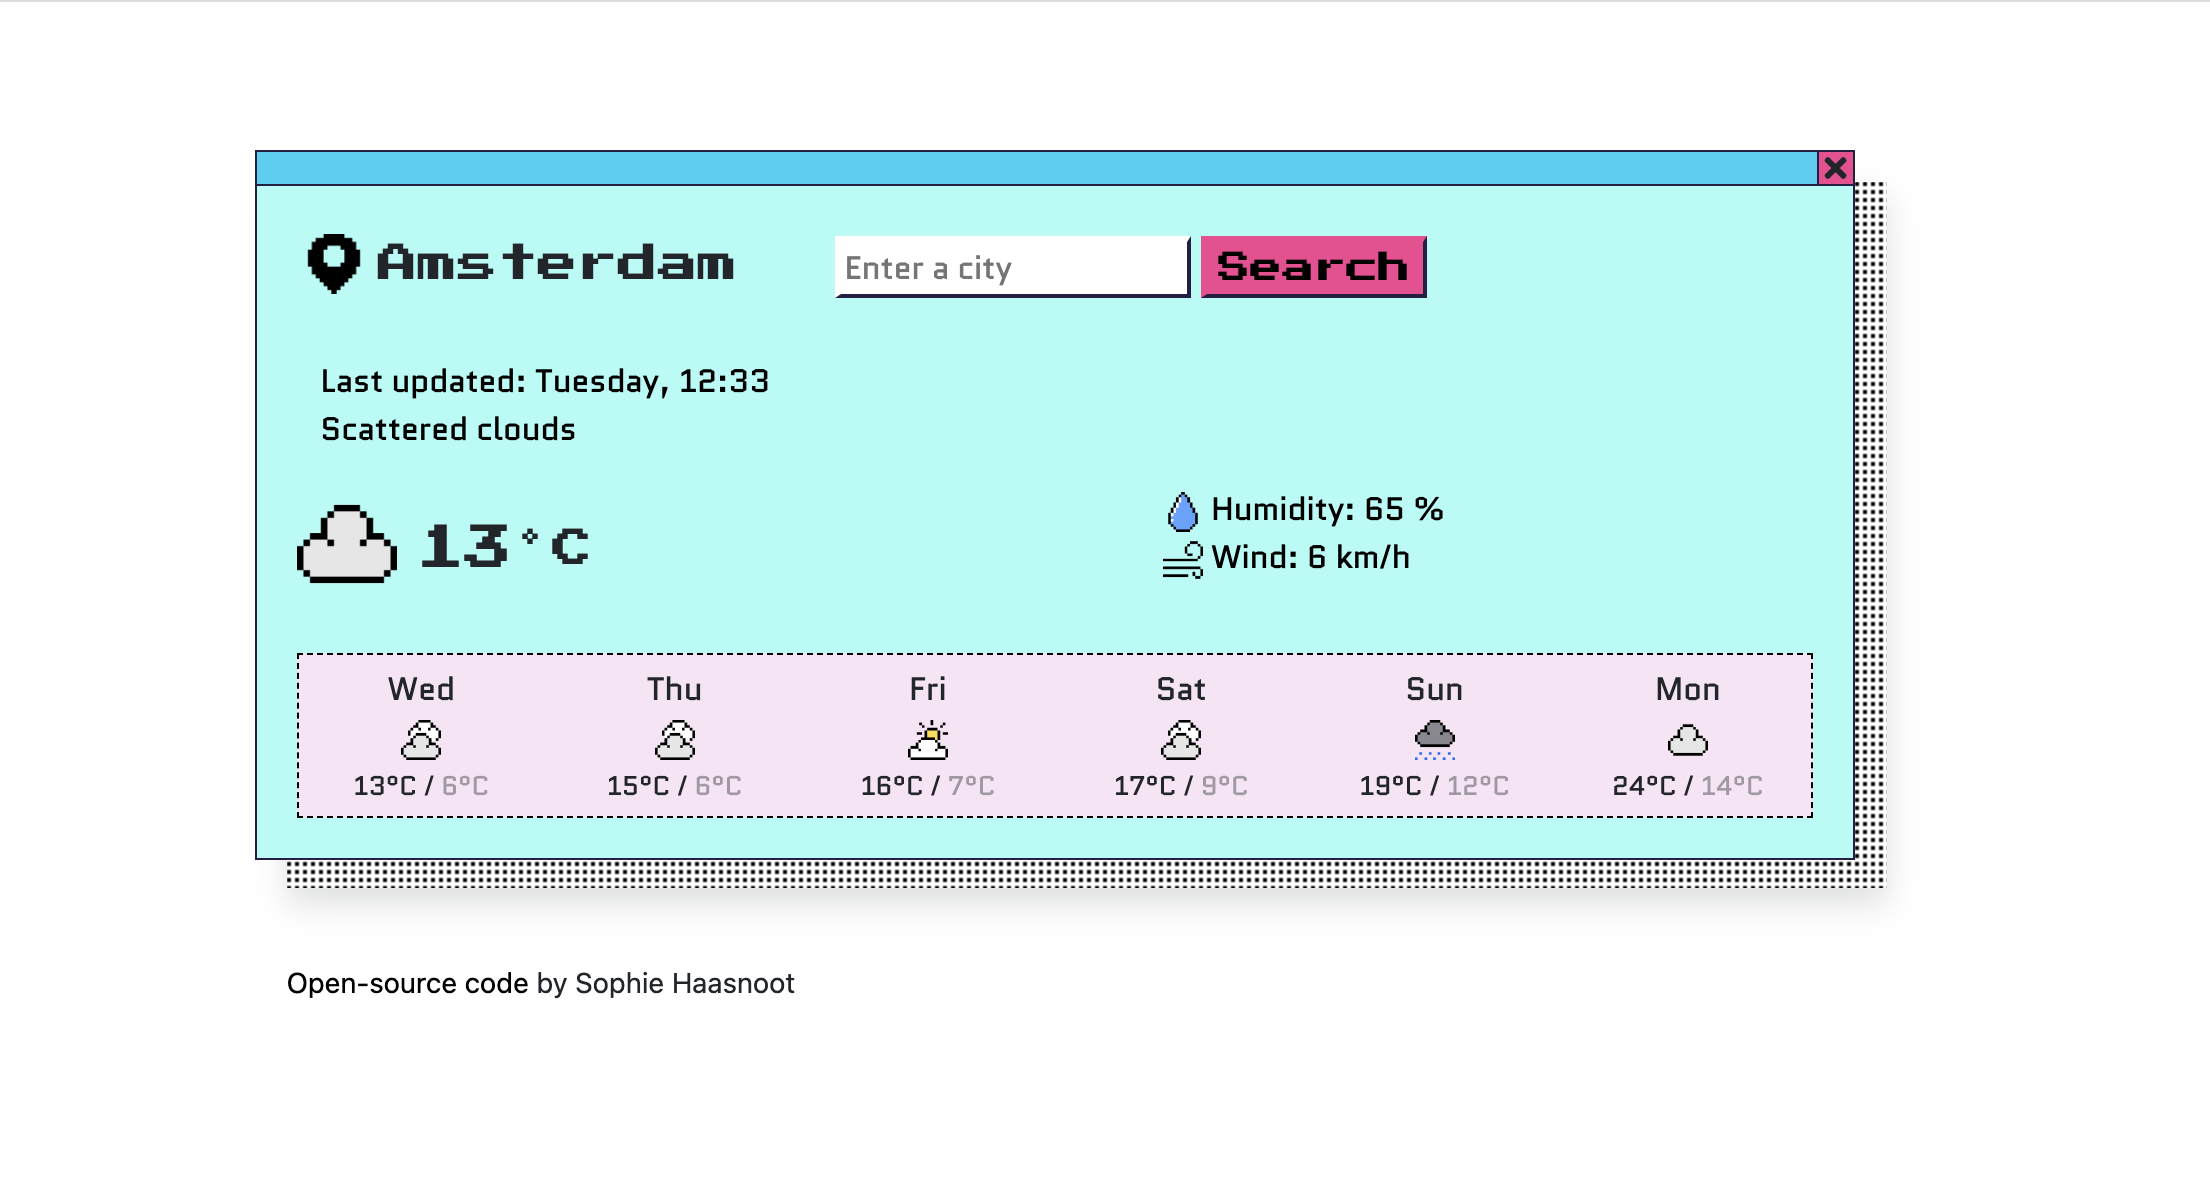 Amsterdam
Enter a city
Search
Last updated: Tuesday, 12:33
Scattered clouds
13°C
Humidity: 65 %
Wind: 6 km/h
Wed Thu Fri Sat Sun Mon
13°C / 6°C 15°C / 6°C 16°C / 7°C 17°C / 9°C 19°C / 12°C 24°C / 14°C
Open-source code by Sophie Haasnoot